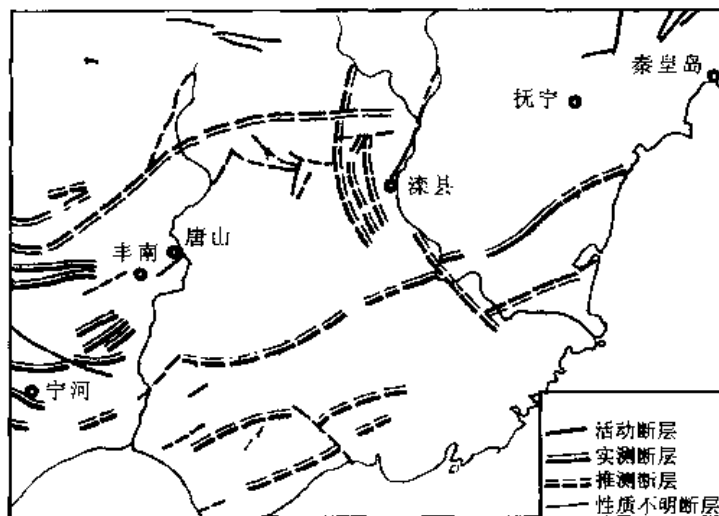 秦皇岛
抚宁
滦县
唐山
丰南
宁河
活动断层
实测断层
推测断层
性质不明断层